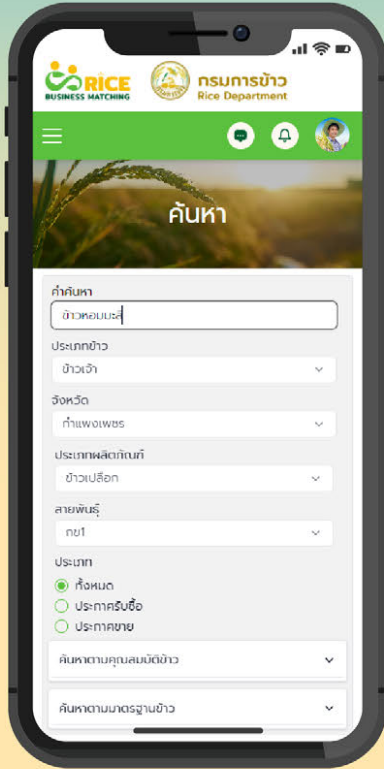 RICE
BUSINESS MATCHING
กรมการข้าว
Rice Department
ค้นหา
คำค้นหา
ข้าวหอมมะลิ
ประเภทข้าว
ข้าวเจ้า
จังหวัด
กำแพงเพชร
ประเภทผลิตภัณฑ์
ข้าวเปลือก
สายพันธุ์
กข1
ประเภท
ทั้งหมด
ประกาศรับซื้อ
ประกาศขาย
ค้นหาตามคุณสมบัติข้าว
ค้นหาตามมาตรฐานข้าว